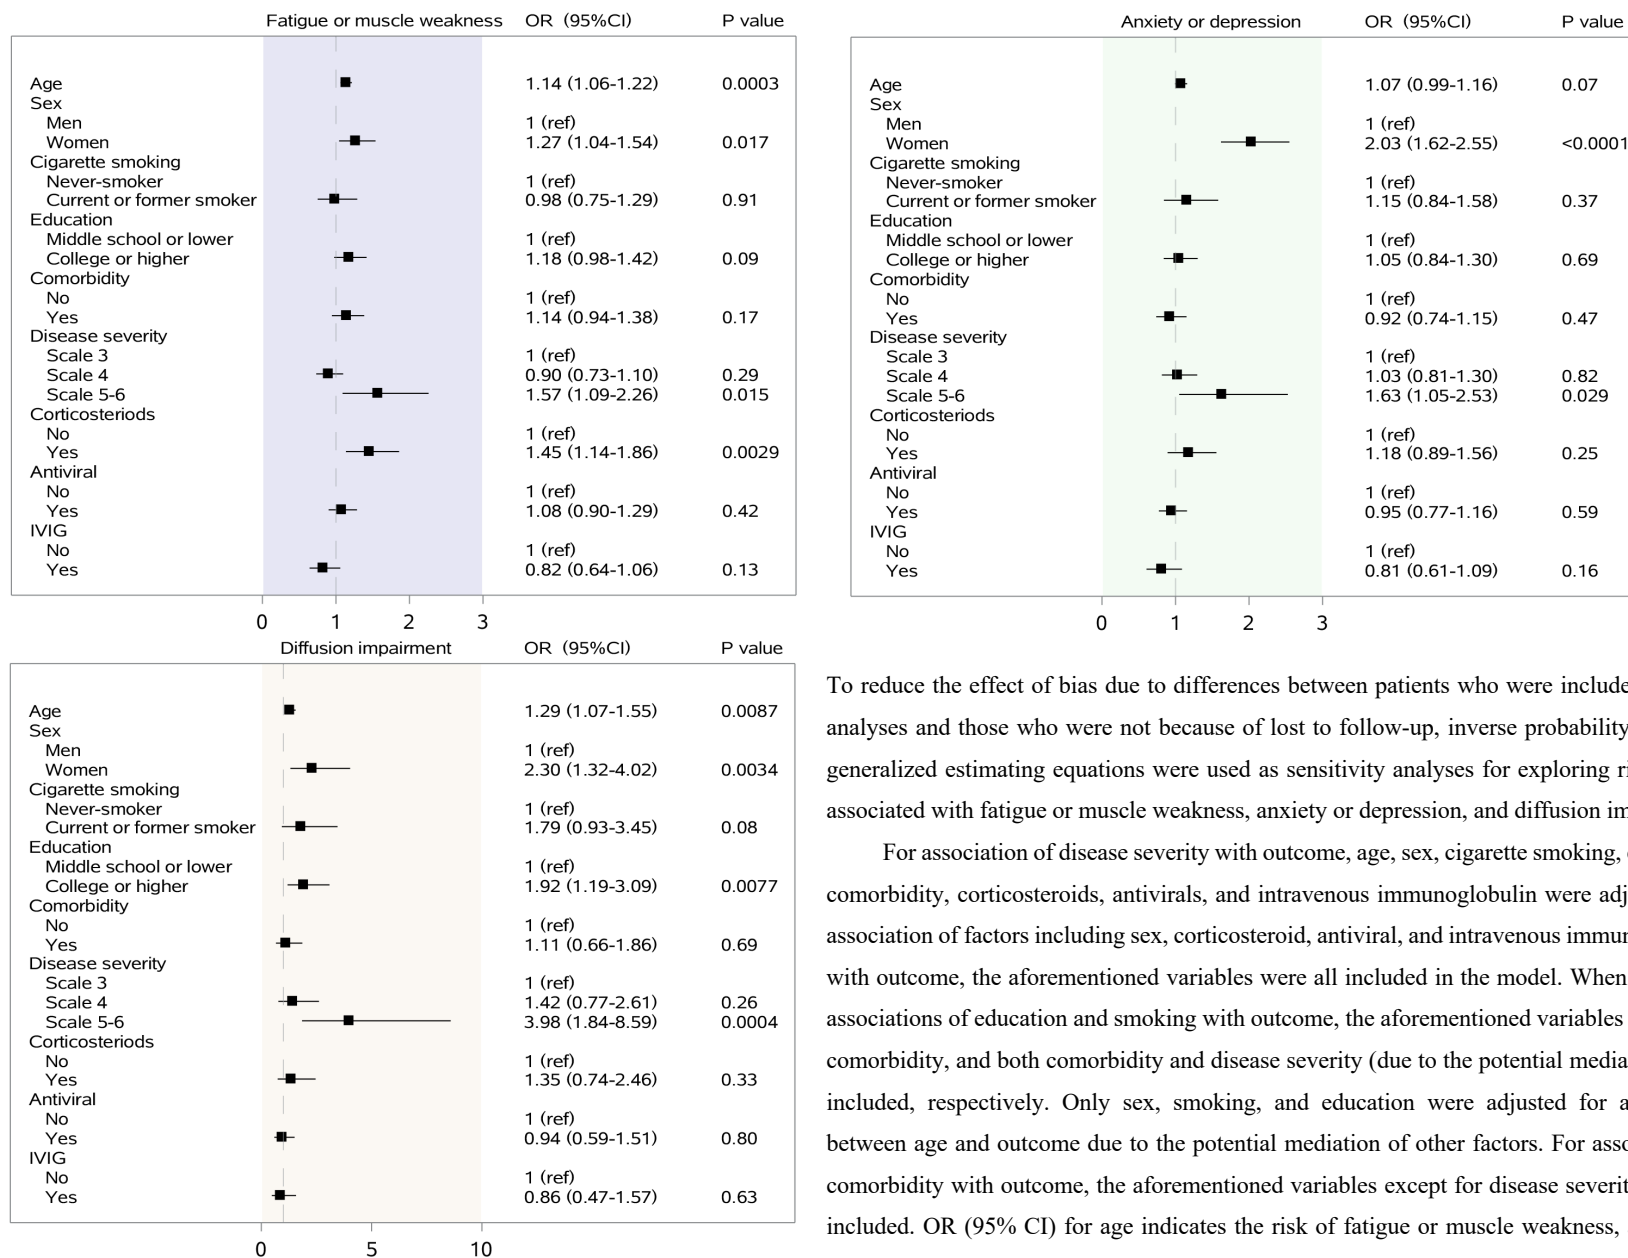 Fatigue or muscle weakness OR (95%CI) P value
Age 1.14 (1.06-1.22) 0.0003
Sex
Men 1 (ref)
Women 1.27 (1.04-1.54) 0.017
Cigarette smoking
Never-smoker 1 (ref)
Current or former smoker 0.98 (0.75-1.29) 0.91
Education
Middle school or lower 1 (ref)
College or higher 1.18 (0.98-1.42) 0.09
Comorbidity
No 1 (ref)
Yes 1.14 (0.94-1.38) 0.17
Disease severity
Scale 3 1 (ref)
Scale 4 0.90 (0.73-1.10) 0.29
Scale 5-6 1.57 (1.09-2.26) 0.015
Corticosteriods
No 1 (ref)
Yes 1.45 (1.14-1.86) 0.0029
Antiviral
No 1 (ref)
Yes 1.08 (0.90-1.29) 0.42
IVIG
No 1 (ref)
Yes 0.82 (0.64-1.06) 0.13
0 1 2 3
Anxiety or depression OR (95%CI) P value
Age 1.07 (0.99-1.16) 0.07
Sex
Men 1 (ref)
Women 2.03 (1.62-2.55) <0.0001
Cigarette smoking
Never-smoker 1 (ref)
Current or former smoker 1.15 (0.84-1.58) 0.37
Education
Middle school or lower 1 (ref)
College or higher 1.05 (0.84-1.30) 0.69
Comorbidity
No 1 (ref)
Yes 0.92 (0.74-1.15) 0.47
Disease severity
Scale 3 1 (ref)
Scale 4 1.03 (0.81-1.30) 0.82
Scale 5-6 1.63 (1.05-2.53) 0.029
Corticosteriods
No 1 (ref)
Yes 1.18 (0.89-1.56) 0.25
Antiviral
No 1 (ref)
Yes 0.95 (0.77-1.16) 0.59
IVIG
No 1 (ref)
Yes 0.81 (0.61-1.09) 0.16
0 1 2 3
Diffusion impairment OR (95%CI) P value
Age 1.29 (1.07-1.55) 0.0087
Sex
Men 1 (ref)
Women 2.30 (1.32-4.02) 0.0034
Cigarette smoking
Never-smoker 1 (ref)
Current or former smoker 1.79 (0.93-3.45) 0.08
Education
Middle school or lower 1 (ref)
College or higher 1.92 (1.19-3.09) 0.0077
Comorbidity
No 1 (ref)
Yes 1.11 (0.66-1.86) 0.69
Disease severity
Scale 3 1 (ref)
Scale 4 1.42 (0.77-2.61) 0.26
Scale 5-6 3.98 (1.84-8.59) 0.0004
Corticosteriods
No 1 (ref)
Yes 1.35 (0.74-2.46) 0.33
Antiviral
No 1 (ref)
Yes 0.94 (0.59-1.51) 0.80
IVIG
No 1 (ref)
Yes 0.86 (0.47-1.57) 0.63
0 5 10
To reduce the effect of bias due to differences between patients who were include
analyses and those who were not because of lost to follow-up, inverse probability
generalized estimating equations were used as sensitivity analyses for exploring ri
associated with fatigue or muscle weakness, anxiety or depression, and diffusion im
For association of disease severity with outcome, age, sex, cigarette smoking,
comorbidity, corticosteroids, antivirals, and intravenous immunoglobulin were adj
association of factors including sex, corticosteroid, antiviral, and intravenous immun
with outcome, the aforementioned variables were all included in the model. When
associations of education and smoking with outcome, the aforementioned variables
comorbidity, and both comorbidity and disease severity (due to the potential media
included, respectively. Only sex, smoking, and education were adjusted for a
between age and outcome due to the potential mediation of other factors. For asso
comorbidity with outcome, the aforementioned variables except for disease severit
included. OR (95% CI) for age indicates the risk of fatigue or muscle weakness,